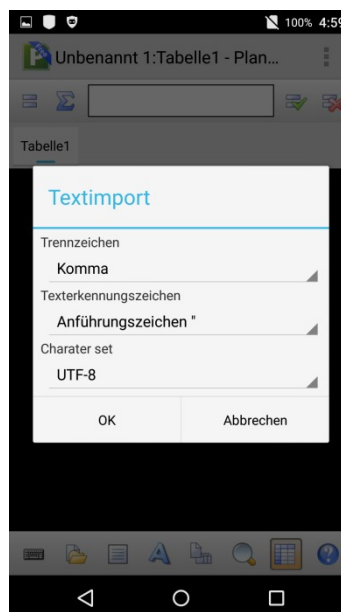 100% 4:59
Unbenannt 1:Tabelle1 - Plan...
Tabelle1
Textimport
Trennzeichen
Komma
Texterkennungszeichen
Anführungszeichen "
Charater set
UTF-8
OK Abbrechen